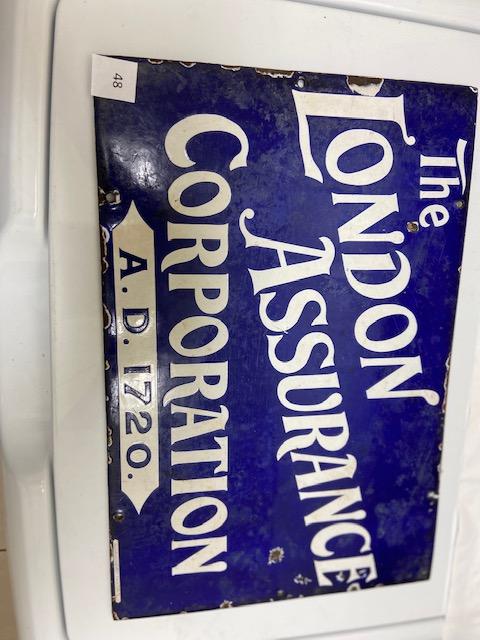 48
The
LONDON
ASSURANCE
CORPORATION
A.D. 1720.